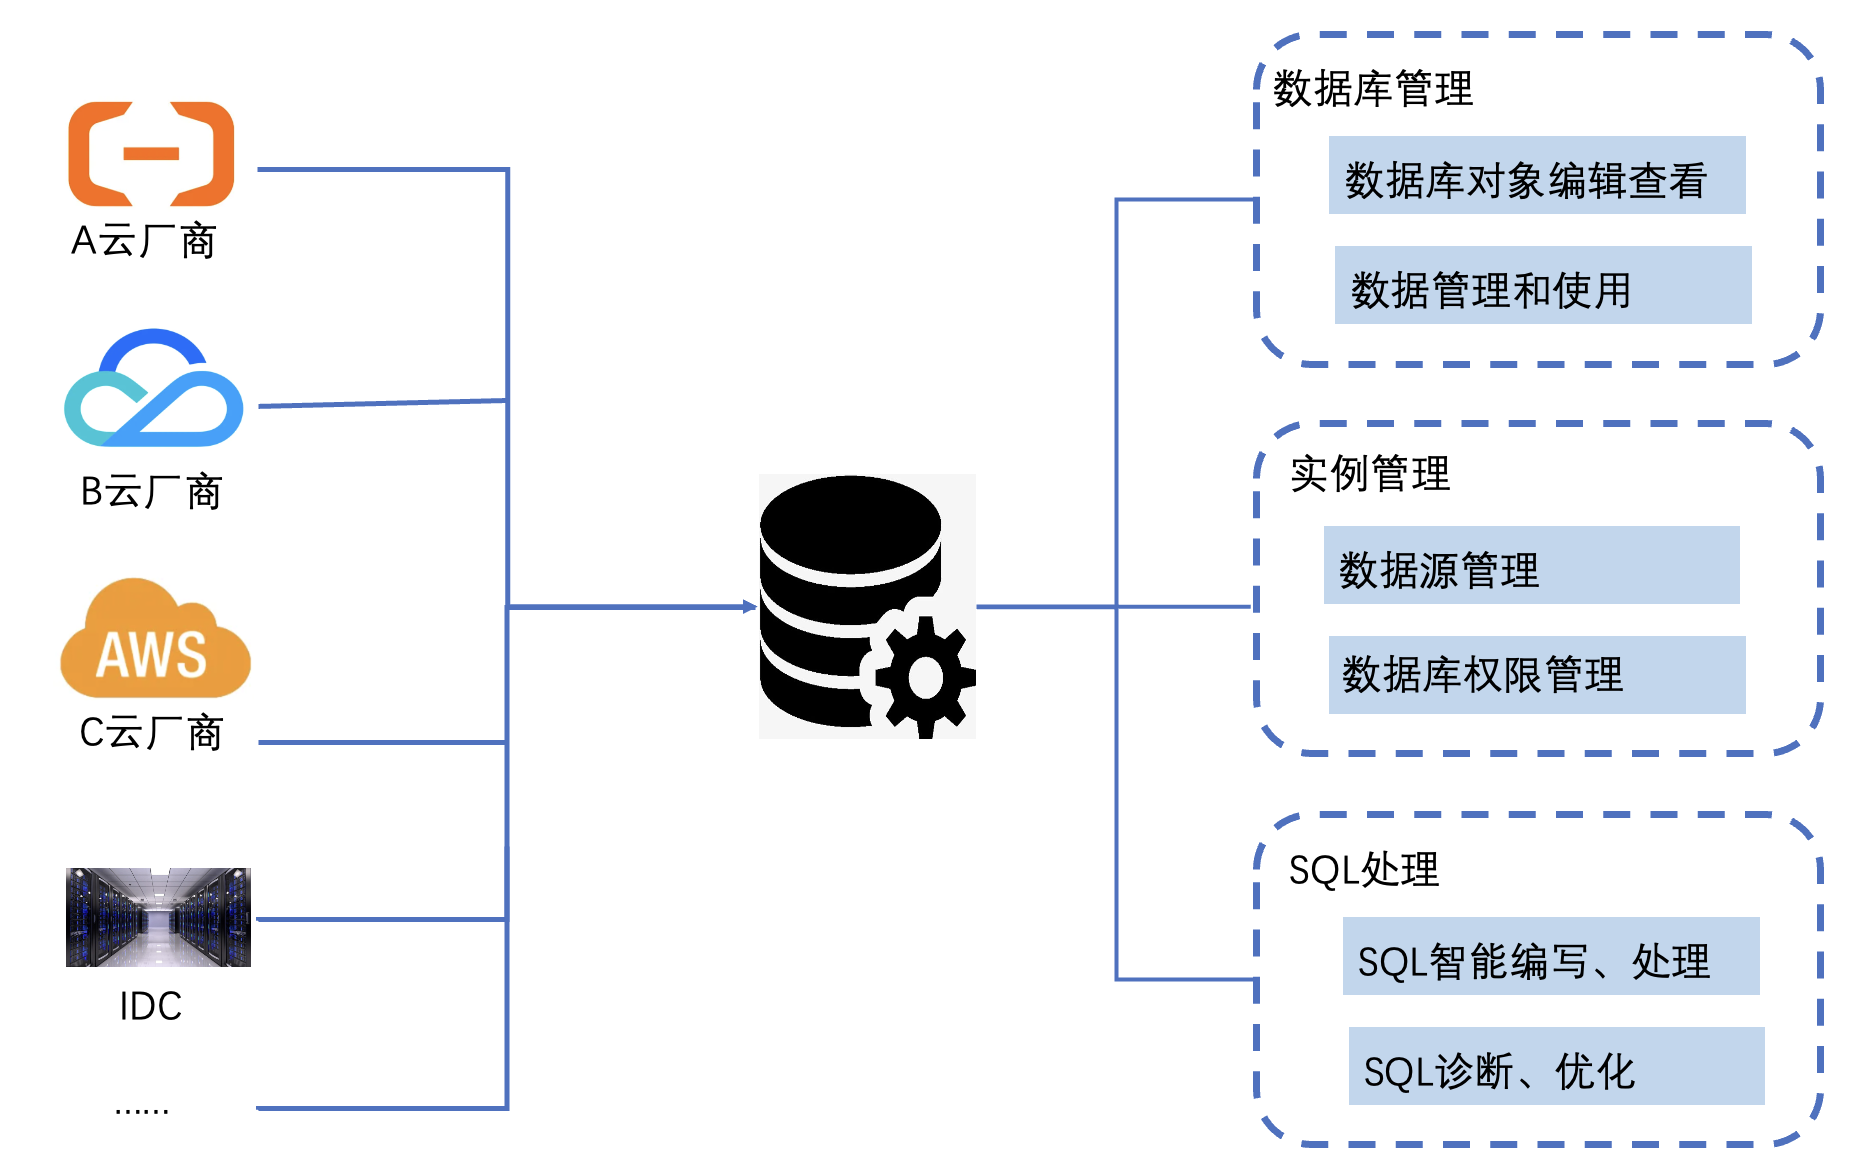 A云厂商
B云厂商
AWS
C云厂商
IDC
......
数据库管理
数据库对象编辑查看
数据管理和使用
实例管理
数据源管理
数据库权限管理
SQL处理
SQL智能编写、处理
SQL诊断、优化